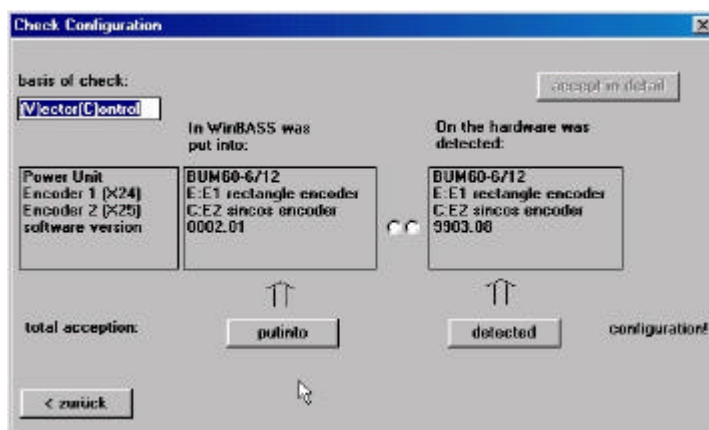 Check Configuration
basis of check:
(V)ector(C)ontrol
accept in detail
In WinBASS was
put into:
On the hardware was
detected:
Power Unit
Encoder 1 (X24)
Encoder 2 (X25)
software version
BUM60-6/12
E:E1 rectangle encoder
C:E2 sincos encoder
0002.01
BUM60-6/12
E:E1 rectangle encoder
C:E2 sincos encoder
9903.08
total acception:
putinto
detected
configuration!
< zurück